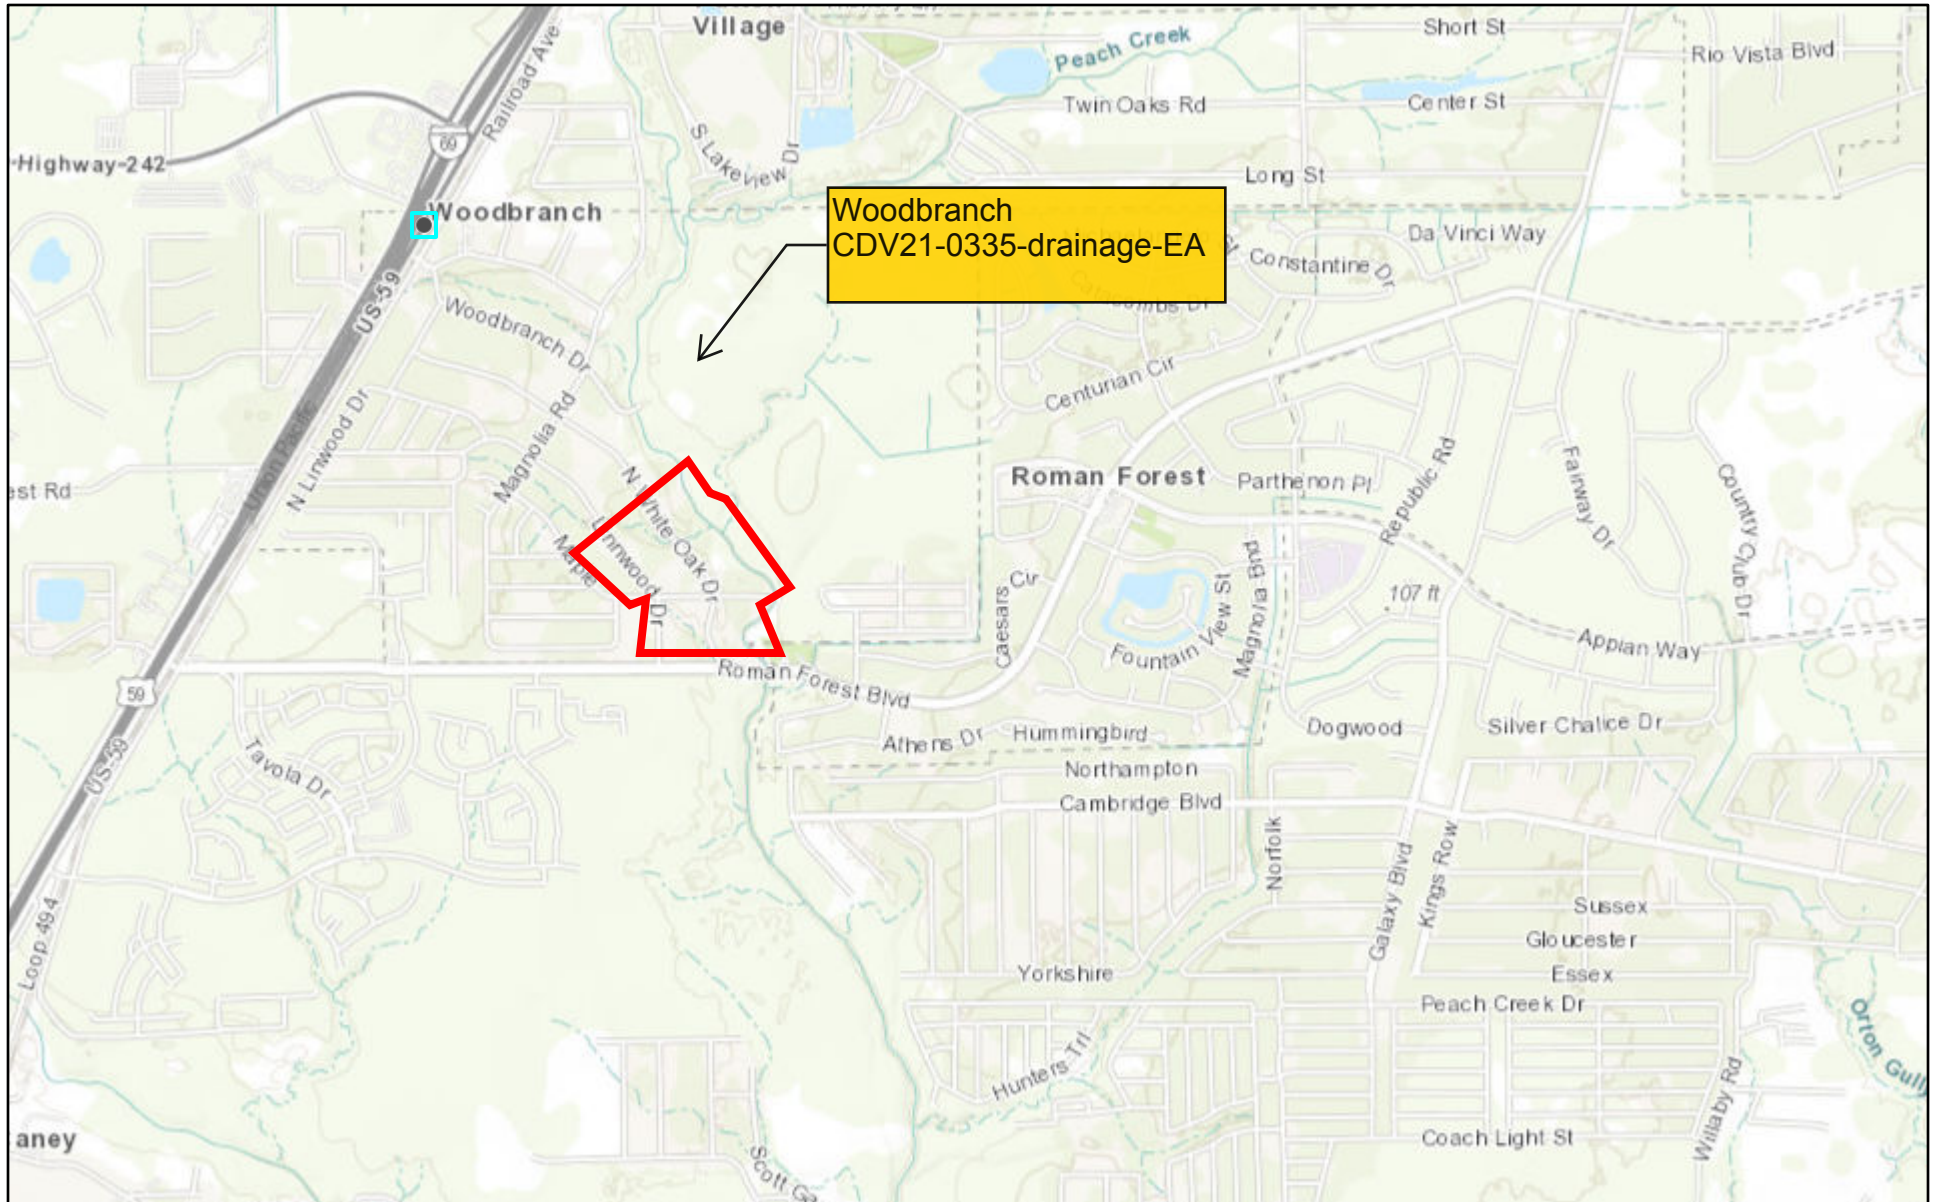 Village
Peach Creek
Short St
Rio Vista Blvd
Railroad Ave
Twin Oaks Rd
Center St
69
Highway-242
S Lakeview Dr
Long St
Woodbranch
Woodbranch
CDV21-0335-drainage-EA
St
Da Vinci Way
Constantine Dr
Catacombs Dr
US-59
Woodbranch Dr
Centurian Cir
Union Pacific
N Linwood Dr
Magnolia Rd
N White Oak Dr
Roman Forest
Parthenon Pl
Republic Rd
Fairway Dr
Country Club Dr
est Rd
Maple
Linnwood Dr
Caesars Cir
Fountain View St
Magnolia Bnd
107 ft
Appian Way
59
Roman Forest Blvd
US-59
Tavola Dr
Athens Dr
Hummingbird
Dogwood
Silver Chalice Dr
Northampton
Cambridge Blvd
Norfolk
Galaxy Blvd
Kings Row
Loop 494
Sussex
Gloucester
Yorkshire
Essex
Peach Creek Dr
Hunters Trl
Orton Gully
Willaby Rd
aney
Coach Light St
Scott Ga